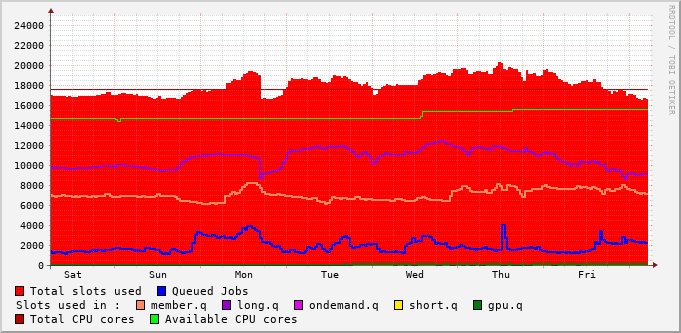 24000
22000
20000
18000
16000
14000
12000
10000
8000
6000
4000
2000
0
Sat Sun Mon Tue Wed Thu Fri
Total slots used Queued Jobs
Slots used in : member.q long.q ondemand.q short.q gpu.q
Total CPU cores Available CPU cores
RRDTOOL / TOBI OETIKER